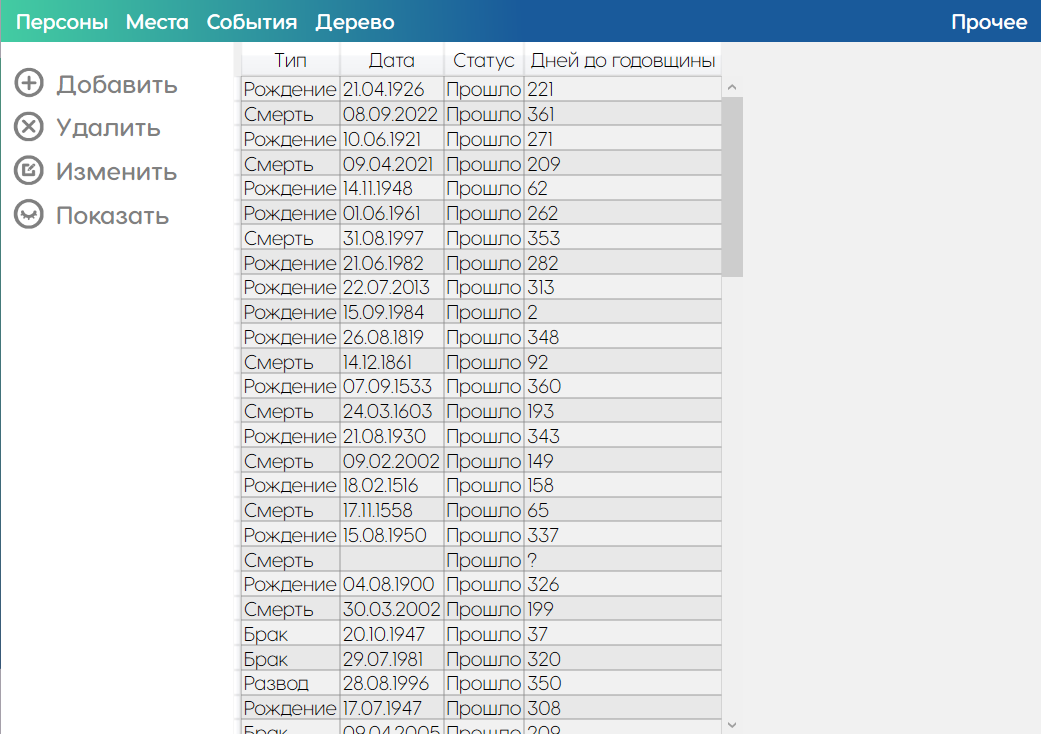 Персоны Места События Дерево Прочее
Добавить
Удалить
Изменить
Показать
Тип Дата Статус Дней до годовщины
Рождение 21.04.1926 Прошло 221
Смерть 08.09.2022 Прошло 361
Рождение 10.06.1921 Прошло 271
Смерть 09.04.2021 Прошло 209
Рождение 14.11.1948 Прошло 62
Рождение 01.06.1961 Прошло 262
Смерть 31.08.1997 Прошло 353
Рождение 21.06.1982 Прошло 282
Рождение 22.07.2013 Прошло 313
Рождение 15.09.1984 Прошло 2
Рождение 26.08.1819 Прошло 348
Смерть 14.12.1861 Прошло 92
Рождение 07.09.1533 Прошло 360
Смерть 24.03.1603 Прошло 193
Рождение 21.08.1930 Прошло 343
Смерть 09.02.2002 Прошло 149
Рождение 18.02.1516 Прошло 158
Смерть 17.11.1558 Прошло 65
Рождение 15.08.1950 Прошло 337
Смерть Прошло ?
Рождение 04.08.1900 Прошло 326
Смерть 30.03.2002 Прошло 199
Брак 20.10.1947 Прошло 37
Брак 29.07.1981 Прошло 320
Развод 28.08.1996 Прошло 350
Рождение 17.07.1947 Прошло 308
Брак 09.04.2005 Прошло 209